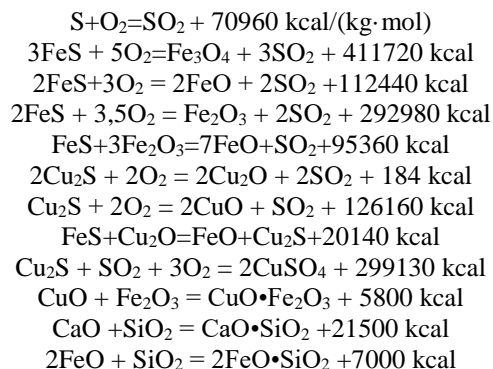 S+O₂=SO₂ + 70960 kcal/(kg·mol)
3FeS + 5O₂=Fe₃O₄ + 3SO₂ + 411720 kcal
2FeS+3O₂ = 2FeO + 2SO₂ +112440 kcal
2FeS + 3,5O₂ = Fe₂O₃ + 2SO₂ + 292980 kcal
FeS+3Fe₂O₃=7FeO+SO₂+95360 kcal
2Cu₂S + 2O₂ = 2Cu₂O + 2SO₂ + 184 kcal
Cu₂S + 2O₂ = 2CuO + SO₂ + 126160 kcal
FeS+Cu₂O=FeO+Cu₂S+20140 kcal
Cu₂S + SO₂ + 3O₂ = 2CuSO₄ + 299130 kcal
CuO + Fe₂O₃ = CuO•Fe₂O₃ + 5800 kcal
CaO +SiO₂ = CaO•SiO₂ +21500 kcal
2FeO + SiO₂ = 2FeO•SiO₂ +7000 kcal